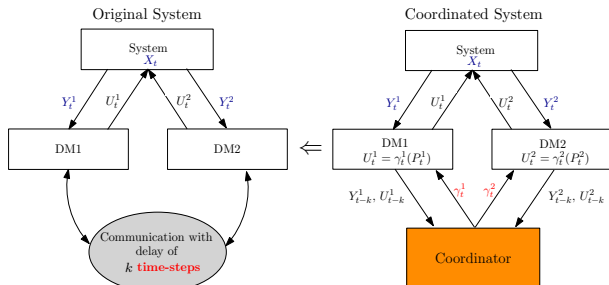 Original System
System
X_t
Y_t^1
U_t^1
U_t^2
Y_t^2
DM1
DM2
Communication with
delay of
k time-steps
⇐
Coordinated System
System
X_t
Y_t^1
U_t^1
U_t^2
Y_t^2
DM1
U_t^1 = γ_t^1(P_t^1)
DM2
U_t^2 = γ_t^2(P_t^2)
Y_{t-k}^1, U_{t-k}^1
γ_t^1
γ_t^2
Y_{t-k}^2, U_{t-k}^2
Coordinator